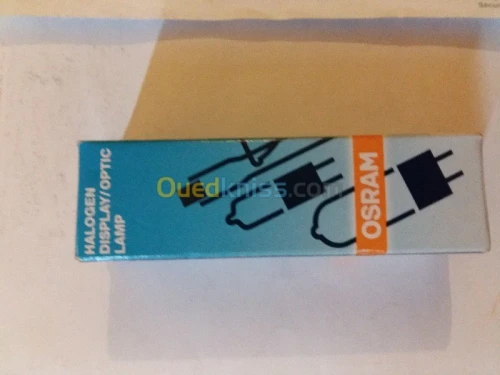 HALOGEN
DISPLAY/OPTIC
LAMP
OSRAM
Ouedkniss.com